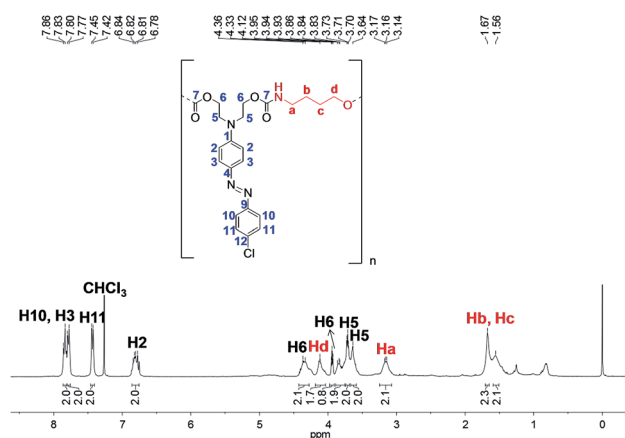 7.86 7.83 7.80 7.77 7.45 7.42 6.84 6.82 6.81 6.78 4.36 4.33 4.12 3.95 3.94 3.93 3.86 3.84 3.83 3.73 3.71 3.70 3.64 3.17 3.16 3.14 1.67 1.56
O 6 6 O 7 H N b d
7 O 5 N 5 O a c O
1
2 2
3 3
4
N N
9
10 10
11 11
12
Cl
n
CHCl3
H10, H3 H11 H2 H6 Hd H6 H5 H5 Ha Hb, Hc
2.0 2.0 2.0 2.0 2.1 1.7 0.8 1.9 2.0 2.0 2.1 2.3 2.1
8 7 6 5 4 3 2 1 0
ppm